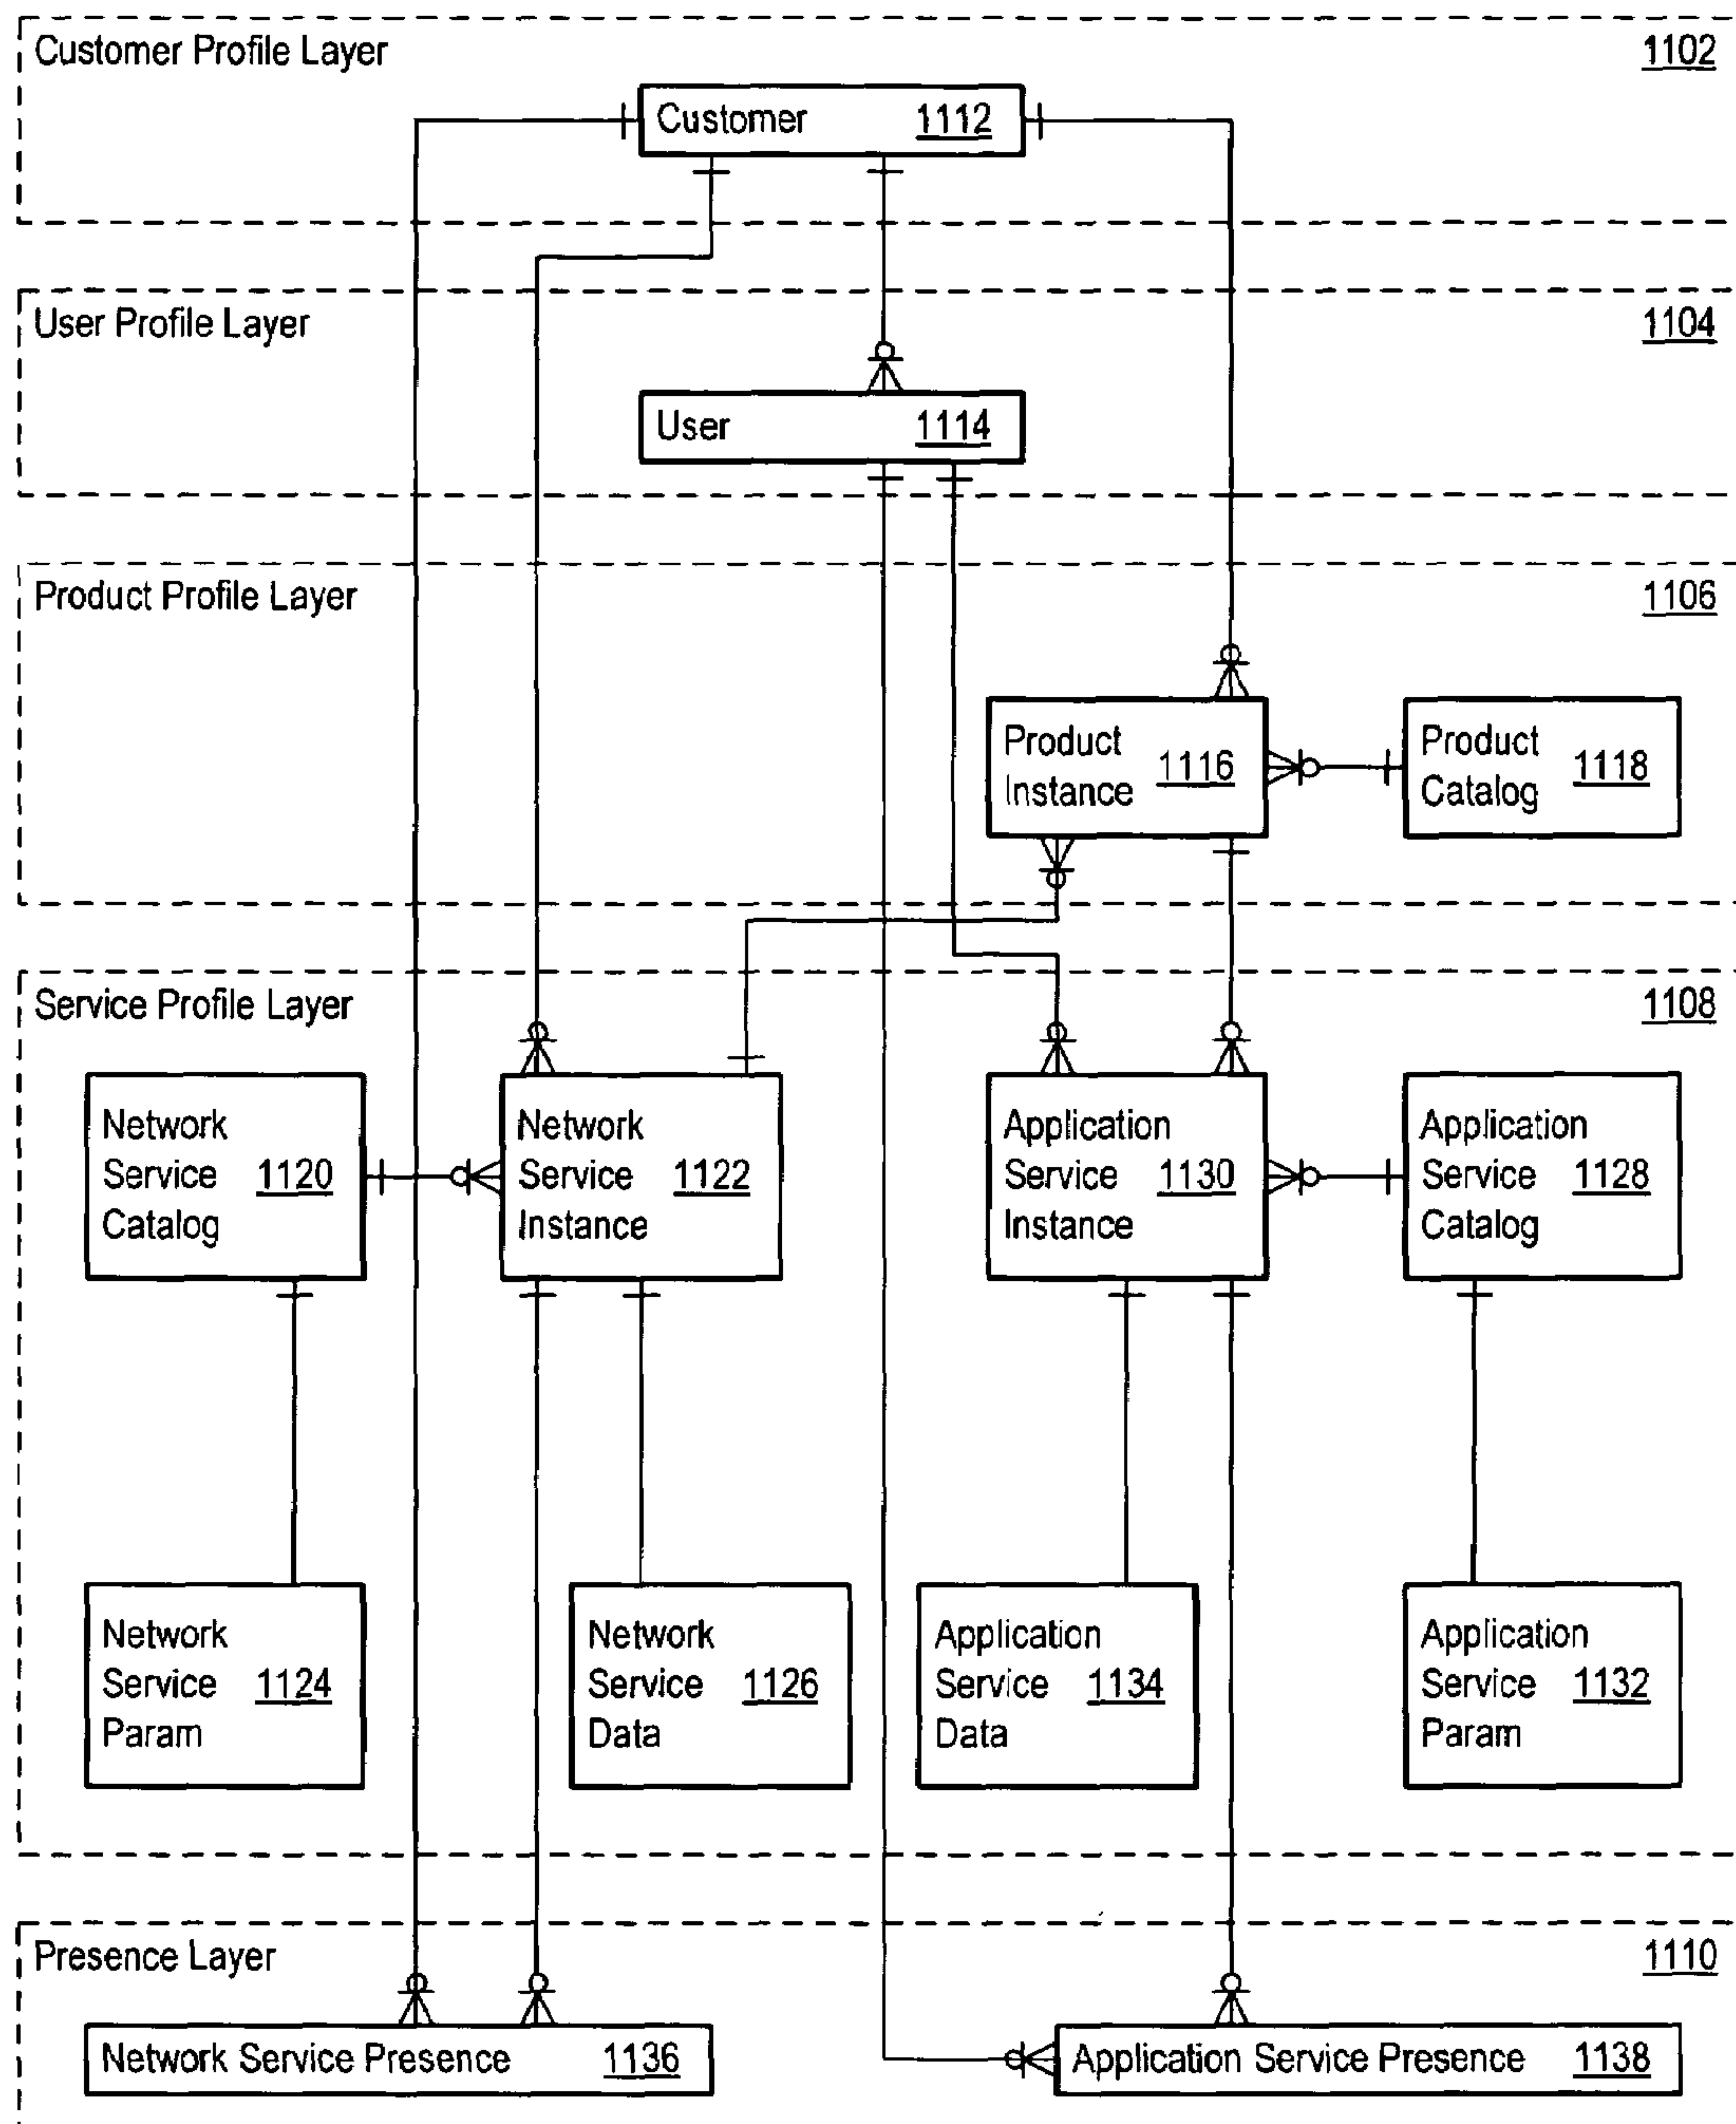 Customer Profile Layer 1102
Customer 1112
User Profile Layer 1104
User 1114
Product Profile Layer 1106
Product
Instance 1116
Product
Catalog 1118
Service Profile Layer 1108
Network
Service 1120
Catalog
Network
Service 1122
Instance
Application
Service 1130
Instance
Application
Service 1128
Catalog
Network
Service 1124
Param
Network
Service 1126
Data
Application
Service 1134
Data
Application
Service 1132
Param
Presence Layer 1110
Network Service Presence 1136
Application Service Presence 1138